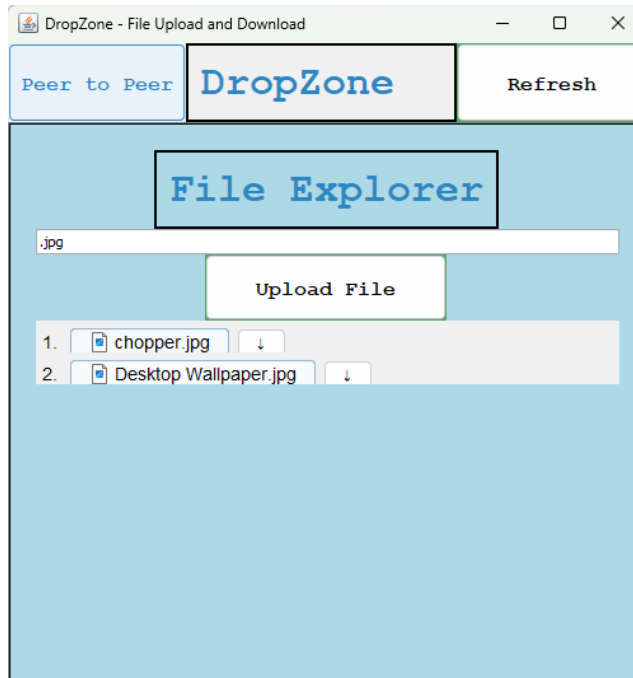 DropZone - File Upload and Download
Peer to Peer DropZone Refresh
File Explorer
.jpg
Upload File
1. chopper.jpg ↓
2. Desktop Wallpaper.jpg ↓